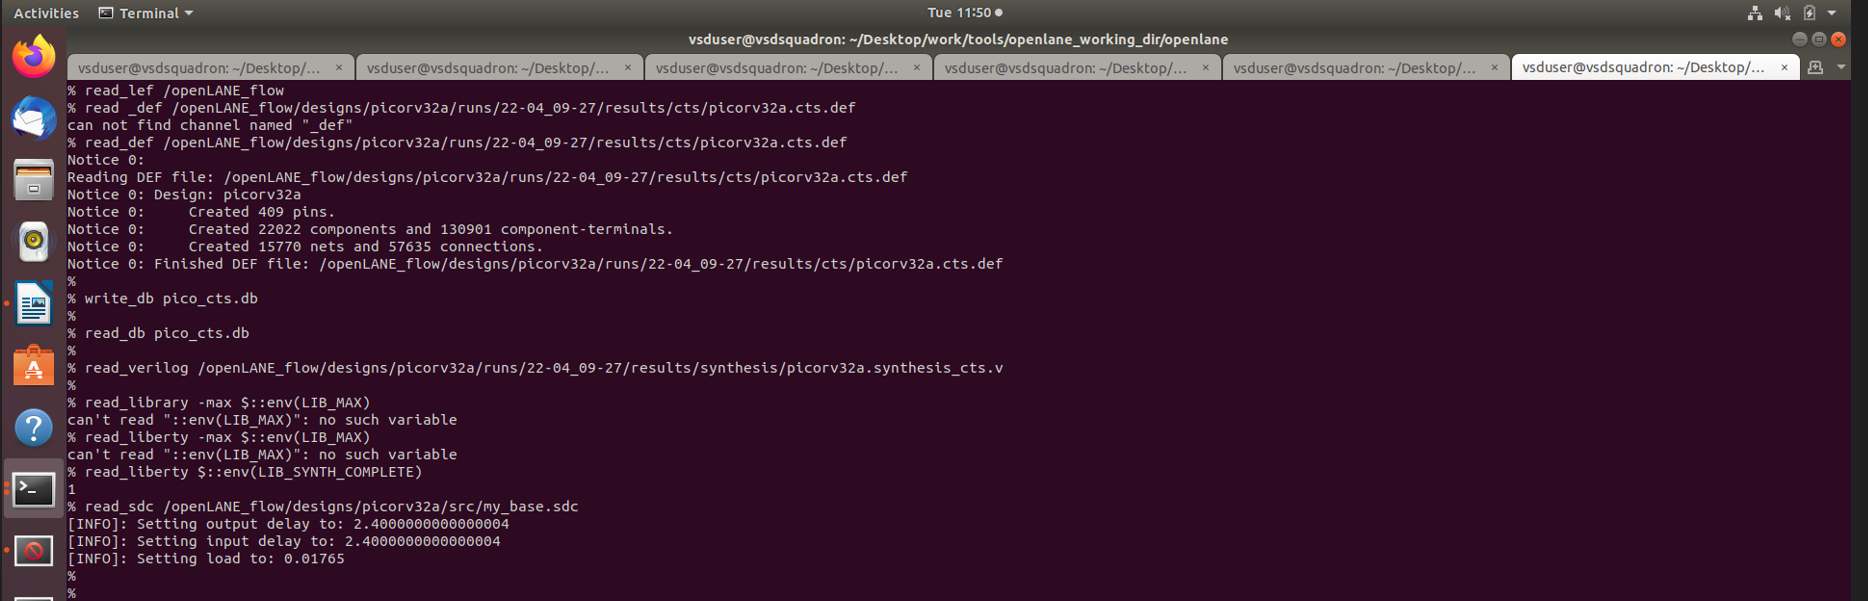 Activities Terminal Tue 11:50
vsduser@vsdsquadron: ~/Desktop/work/tools/openlane_working_dir/openlane
vsduser@vsdsquadron: ~/Desktop/... × vsduser@vsdsquadron: ~/Desktop/... × vsduser@vsdsquadron: ~/Desktop/... × vsduser@vsdsquadron: ~/Desktop/... × vsduser@vsdsquadron: ~/Desktop/... × vsduser@vsdsquadron: ~/Desktop/... ×
% read_lef /openLANE_flow
% read _def /openLANE_flow/designs/picorv32a/runs/22-04_09-27/results/cts/picorv32a.cts.def
can not find channel named "_def"
% read_def /openLANE_flow/designs/picorv32a/runs/22-04_09-27/results/cts/picorv32a.cts.def
Notice 0:
Reading DEF file: /openLANE_flow/designs/picorv32a/runs/22-04_09-27/results/cts/picorv32a.cts.def
Notice 0: Design: picorv32a
Notice 0:     Created 409 pins.
Notice 0:     Created 22022 components and 130901 component-terminals.
Notice 0:     Created 15770 nets and 57635 connections.
Notice 0: Finished DEF file: /openLANE_flow/designs/picorv32a/runs/22-04_09-27/results/cts/picorv32a.cts.def
%
% write_db pico_cts.db
%
% read_db pico_cts.db
%
% read_verilog /openLANE_flow/designs/picorv32a/runs/22-04_09-27/results/synthesis/picorv32a.synthesis_cts.v
%
% read_library -max $::env(LIB_MAX)
can't read "::env(LIB_MAX)": no such variable
% read_liberty -max $::env(LIB_MAX)
can't read "::env(LIB_MAX)": no such variable
% read_liberty $::env(LIB_SYNTH_COMPLETE)
1
% read_sdc /openLANE_flow/designs/picorv32a/src/my_base.sdc
[INFO]: Setting output delay to: 2.4000000000000004
[INFO]: Setting input delay to: 2.4000000000000004
[INFO]: Setting load to: 0.01765
%
%